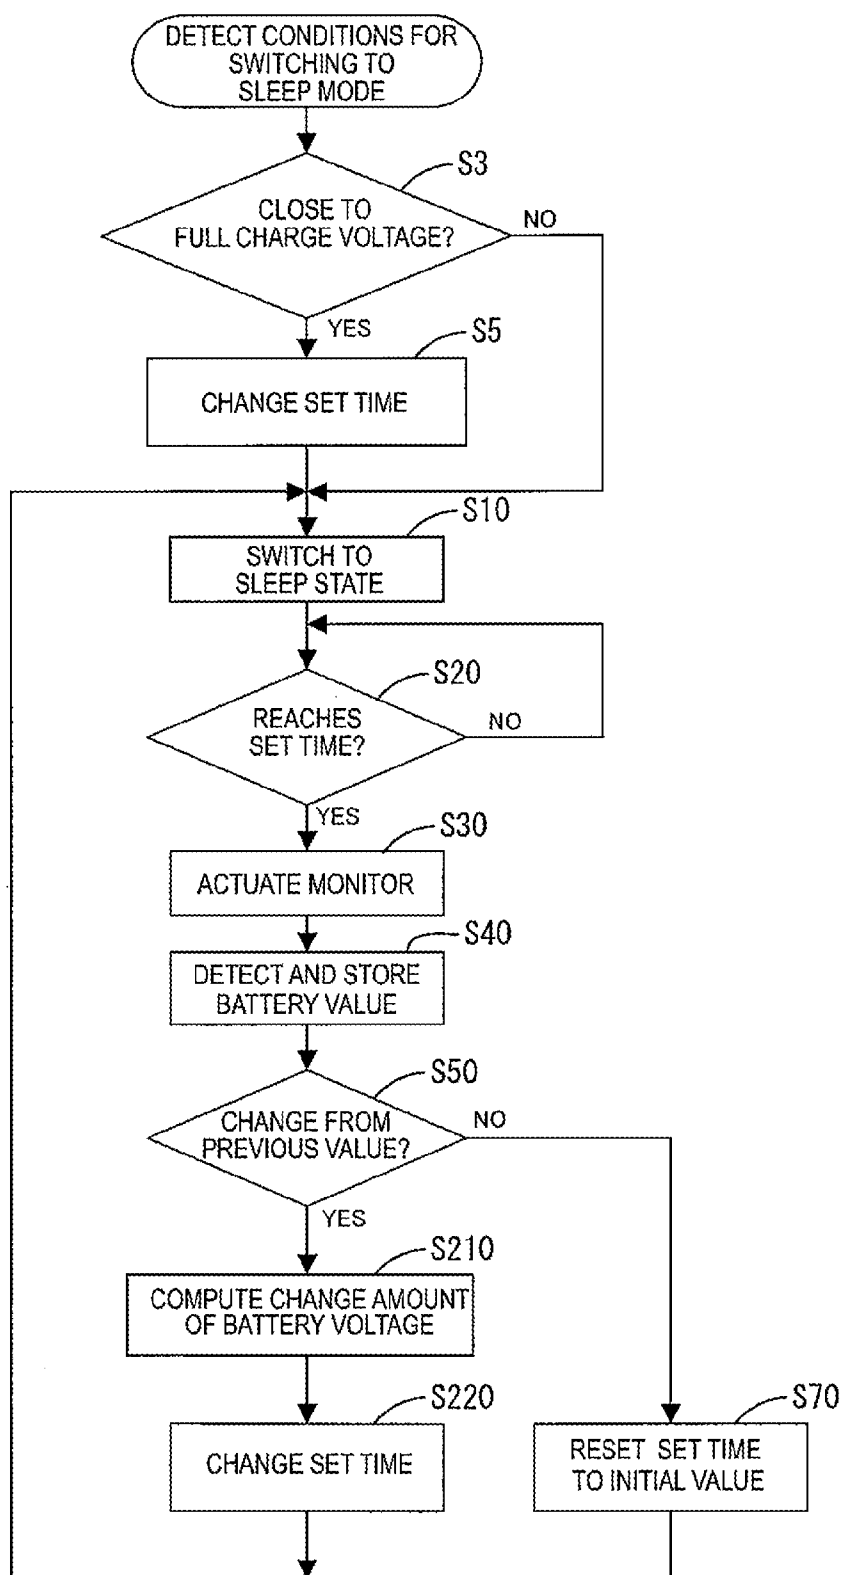 DETECT CONDITIONS FOR
SWITCHING TO
SLEEP MODE
S3
CLOSE TO
FULL CHARGE VOLTAGE?
NO
YES
S5
CHANGE SET TIME
S10
SWITCH TO
SLEEP STATE
S20
REACHES
SET TIME?
NO
YES
S30
ACTUATE MONITOR
S40
DETECT AND STORE
BATTERY VALUE
S50
CHANGE FROM
PREVIOUS VALUE?
NO
YES
S210
COMPUTE CHANGE AMOUNT
OF BATTERY VOLTAGE
S220
CHANGE SET TIME
S70
RESET SET TIME
TO INITIAL VALUE